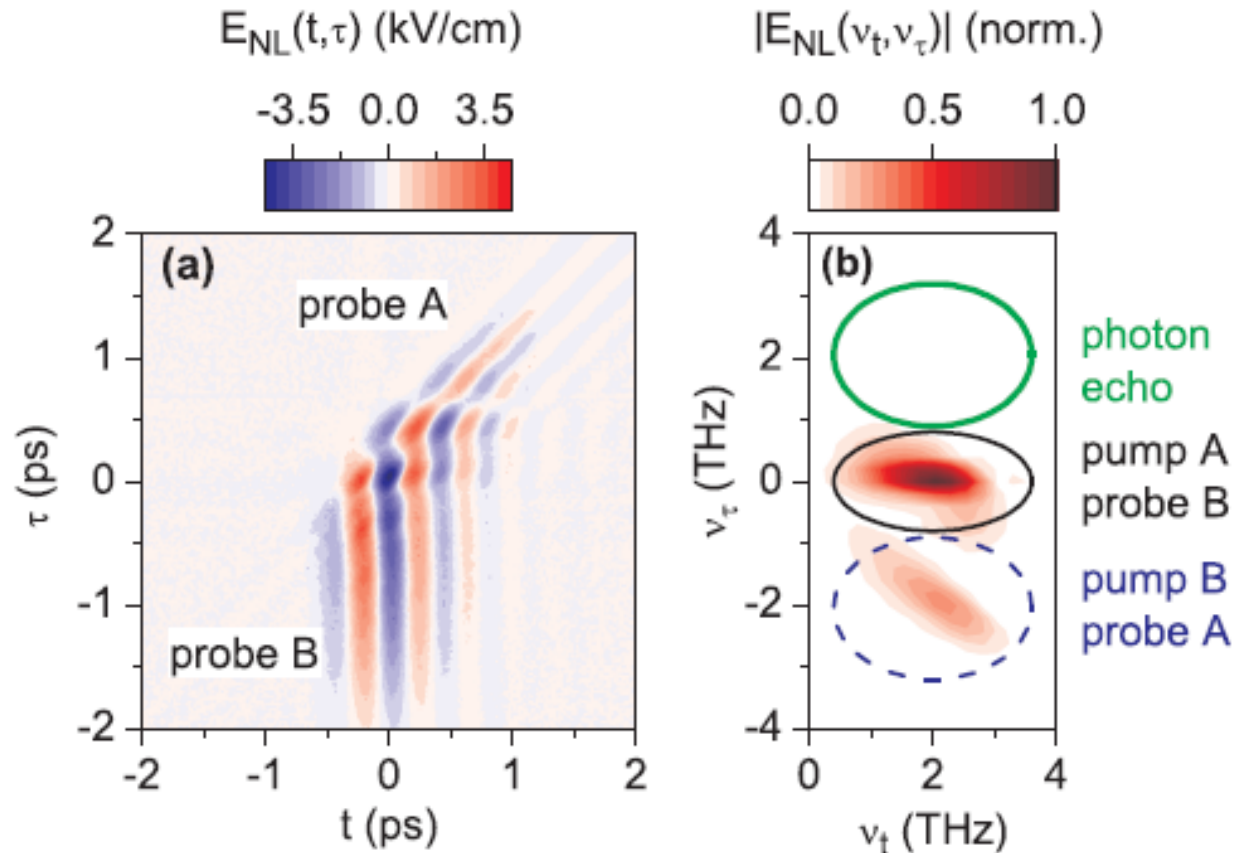 E_NL(t,τ) (kV/cm)
-3.5 0.0 3.5
|E_NL(ν_t,ν_τ)| (norm.)
0.0 0.5 1.0
(a)
probe A
probe B
2
1
0
-1
-2
τ (ps)
-2 -1 0 1 2
t (ps)
(b)
4
2
0
-2
-4
ν_τ (THz)
0 2 4
ν_t (THz)
photon
echo
pump A
probe B
pump B
probe A